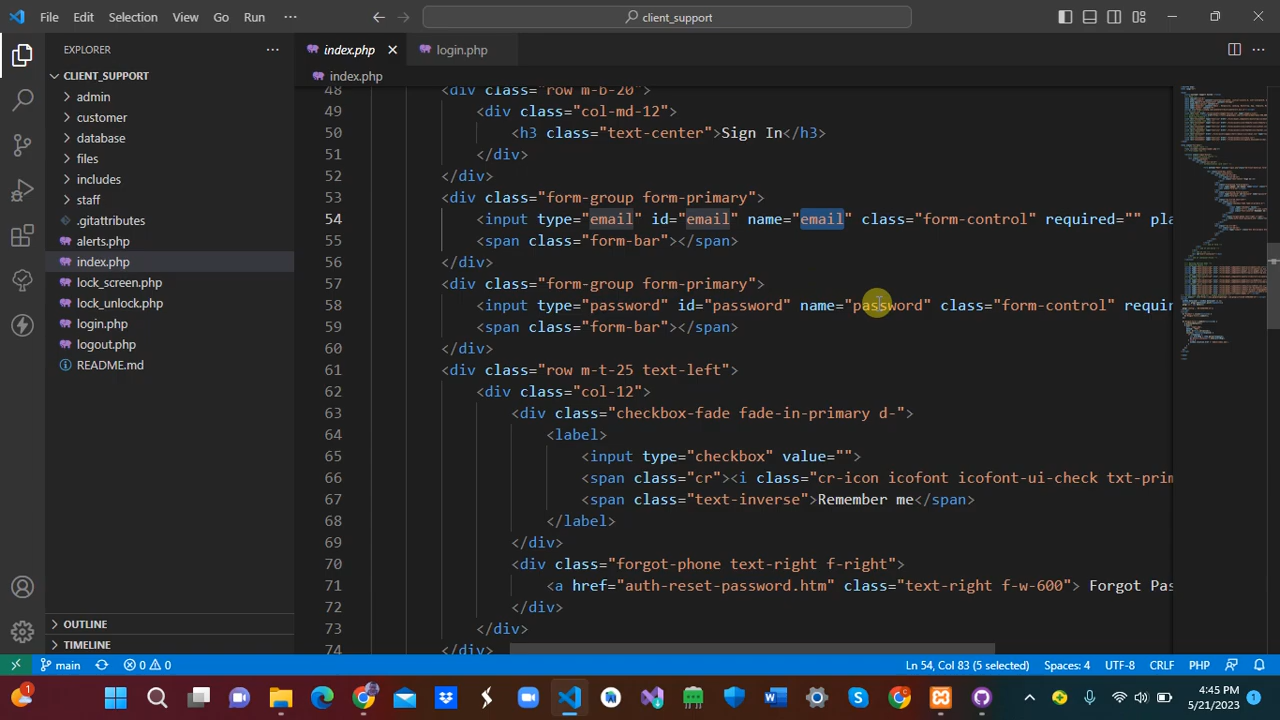 File Edit Selection View Go Run ··· client_support
EXPLORER ···
CLIENT_SUPPORT
admin
customer
database
files
includes
staff
.gitattributes
alerts.php
index.php
lock_screen.php
lock_unlock.php
login.php
logout.php
README.md
OUTLINE
TIMELINE
index.php login.php
index.php
48 <div class="row m-b-20">
49 <div class="col-md-12">
50 <h3 class="text-center">Sign In</h3>
51 </div>
52 </div>
53 <div class="form-group form-primary">
54 <input type="email" id="email" name="email" class="form-control" required="" pla
55 <span class="form-bar"></span>
56 </div>
57 <div class="form-group form-primary">
58 <input type="password" id="password" name="password" class="form-control" requir
59 <span class="form-bar"></span>
60 </div>
61 <div class="row m-t-25 text-left">
62 <div class="col-12">
63 <div class="checkbox-fade fade-in-primary d-">
64 <label>
65 <input type="checkbox" value="">
66 <span class="cr"><i class="cr-icon icofont icofont-ui-check txt-prim
67 <span class="text-inverse">Remember me</span>
68 </label>
69 </div>
70 <div class="forgot-phone text-right f-right">
71 <a href="auth-reset-password.htm" class="text-right f-w-600"> Forgot Pas
72 </div>
73 </div>
74 </div>
main 0 0 Ln 54, Col 83 (5 selected) Spaces: 4 UTF-8 CRLF PHP
4:45 PM
5/21/2023